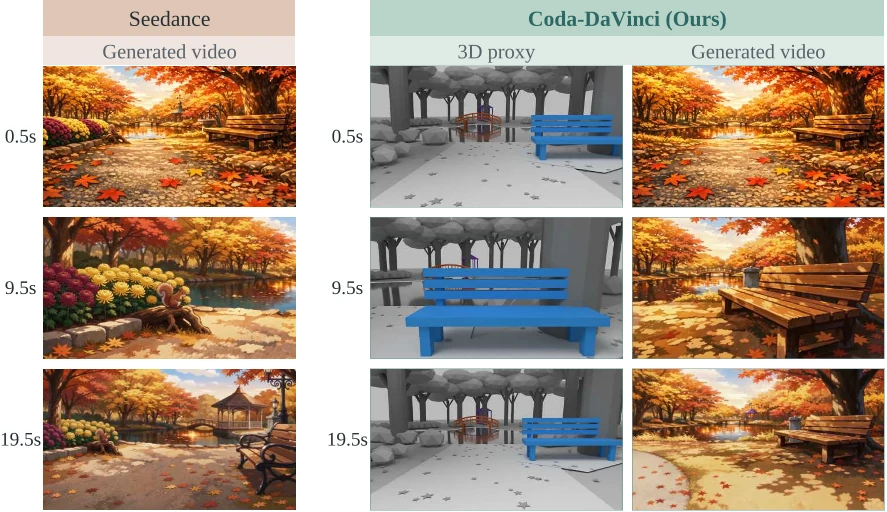 Seedance
Coda-DaVinci (Ours)
Generated video
3D proxy
Generated video
0.5s
0.5s
9.5s
9.5s
19.5s
19.5s